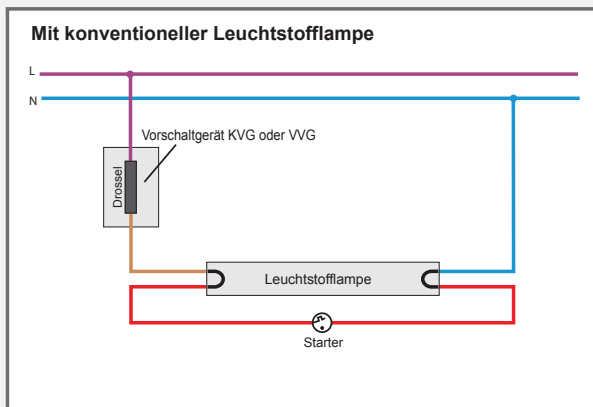 Mit konventioneller Leuchtstofflampe
L
N
Vorschaltgerät KVG oder VVG
Drossel
Leuchtstofflampe
Starter